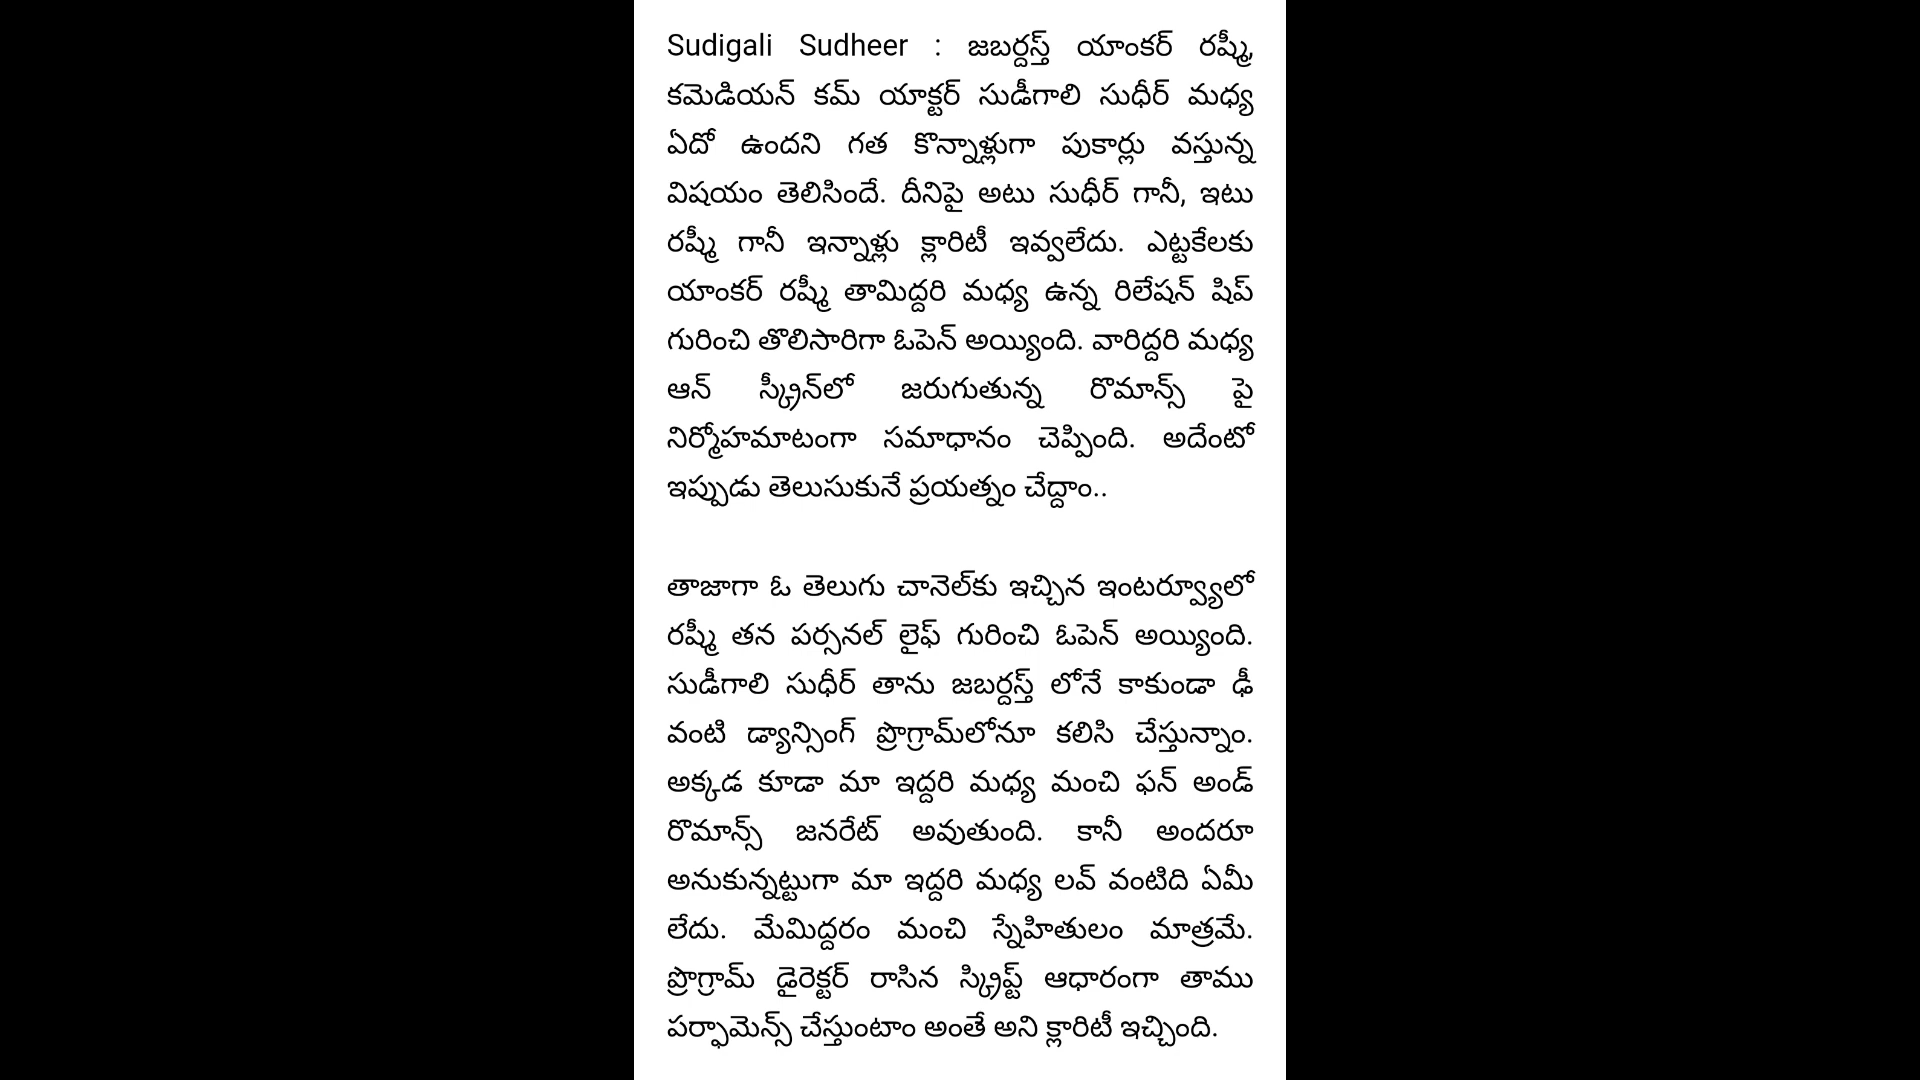 Sudigali Sudheer : జబర్దస్త్ యాంకర్ రష్మీ,
కమెడియన్ కమ్ యాక్టర్ సుడీగాలి సుధీర్ మధ్య
ఏదో ఉందని గత కొన్నాళ్లుగా పుకార్లు వస్తున్న
విషయం తెలిసిందే. దీనిపై అటు సుధీర్ గానీ, ఇటు
రష్మీ గానీ ఇన్నాళ్లు క్లారిటీ ఇవ్వలేదు. ఎట్టకేలకు
యాంకర్ రష్మీ తామిద్దరి మధ్య ఉన్న రిలేషన్ షిప్
గురించి తొలిసారిగా ఓపెన్ అయ్యింది. వారిద్దరి మధ్య
ఆన్ స్క్రీన్‌లో జరుగుతున్న రొమాన్స్ పై
నిర్మోహమాటంగా సమాధానం చెప్పింది. అదేంటో
ఇప్పుడు తెలుసుకునే ప్రయత్నం చేద్దాం..
తాజాగా ఓ తెలుగు చానెల్‌కు ఇచ్చిన ఇంటర్వ్యూలో
రష్మీ తన పర్సనల్ లైఫ్ గురించి ఓపెన్ అయ్యింది.
సుడీగాలి సుధీర్ తాను జబర్దస్త్ లోనే కాకుండా ఢీ
వంటి డ్యాన్సింగ్ ప్రొగ్రామ్‌లోనూ కలిసి చేస్తున్నాం.
అక్కడ కూడా మా ఇద్దరి మధ్య మంచి ఫన్ అండ్
రొమాన్స్ జనరేట్ అవుతుంది. కానీ అందరూ
అనుకున్నట్టుగా మా ఇద్దరి మధ్య లవ్ వంటిది ఏమీ
లేదు. మేమిద్దరం మంచి స్నేహితులం మాత్రమే.
ప్రొగ్రామ్ డైరెక్టర్ రాసిన స్క్రిప్ట్ ఆధారంగా తాము
పర్ఫామెన్స్ చేస్తుంటాం అంతే అని క్లారిటీ ఇచ్చింది.